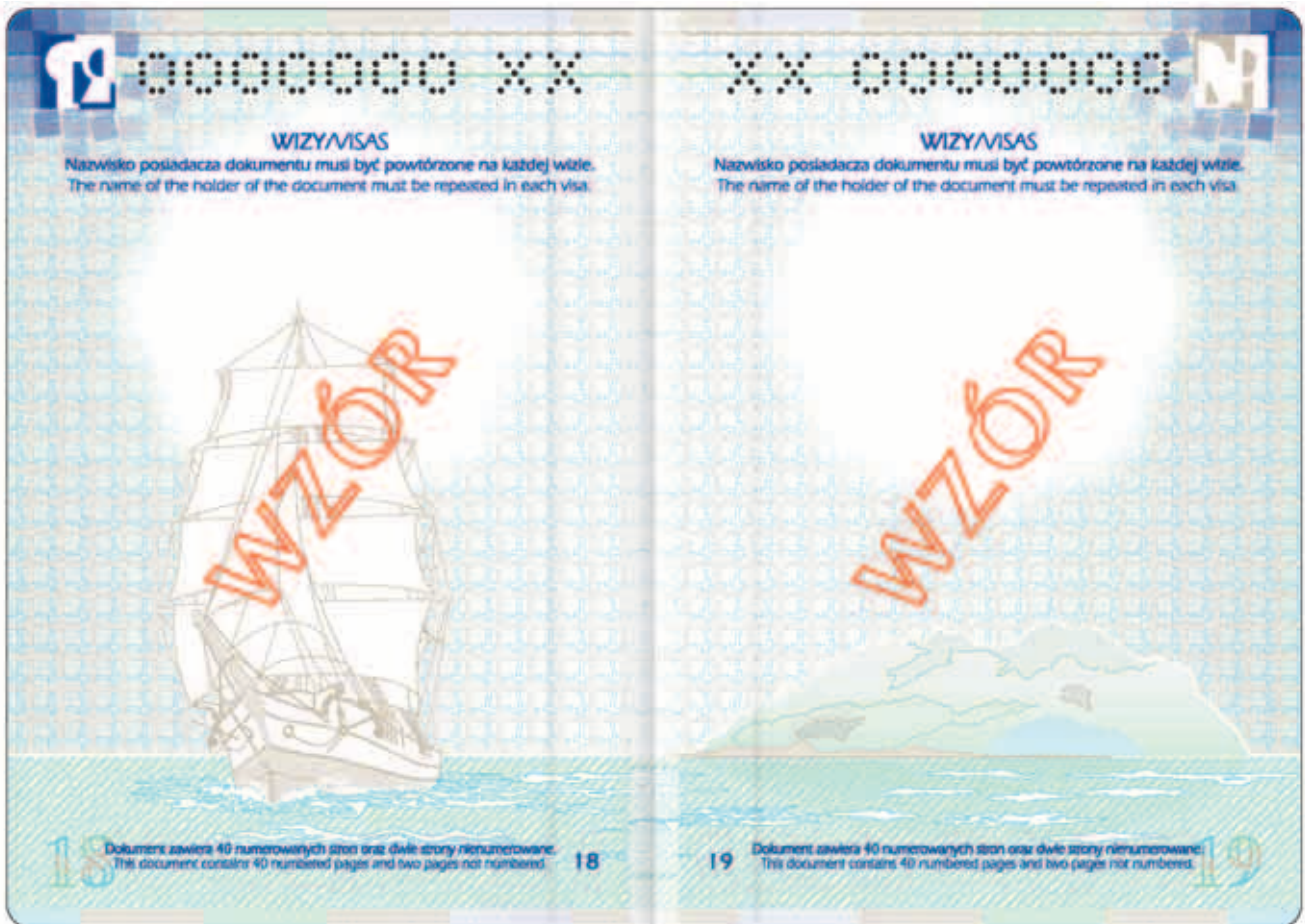 0000000 XX
WIZY/VISAS
Nazwisko posiadacza dokumentu musi być powtórzone na każdej wizie.
The name of the holder of the document must be repeated in each visa.
WZÓR
18
Dokument zawiera 40 numerowanych stron oraz dwie strony nienumerowane.
This document contains 40 numbered pages and two pages not numbered.
18
XX 0000000
WIZY/VISAS
Nazwisko posiadacza dokumentu musi być powtórzone na każdej wizie.
The name of the holder of the document must be repeated in each visa.
WZÓR
19
Dokument zawiera 40 numerowanych stron oraz dwie strony nienumerowane.
This document contains 40 numbered pages and two pages not numbered.
19